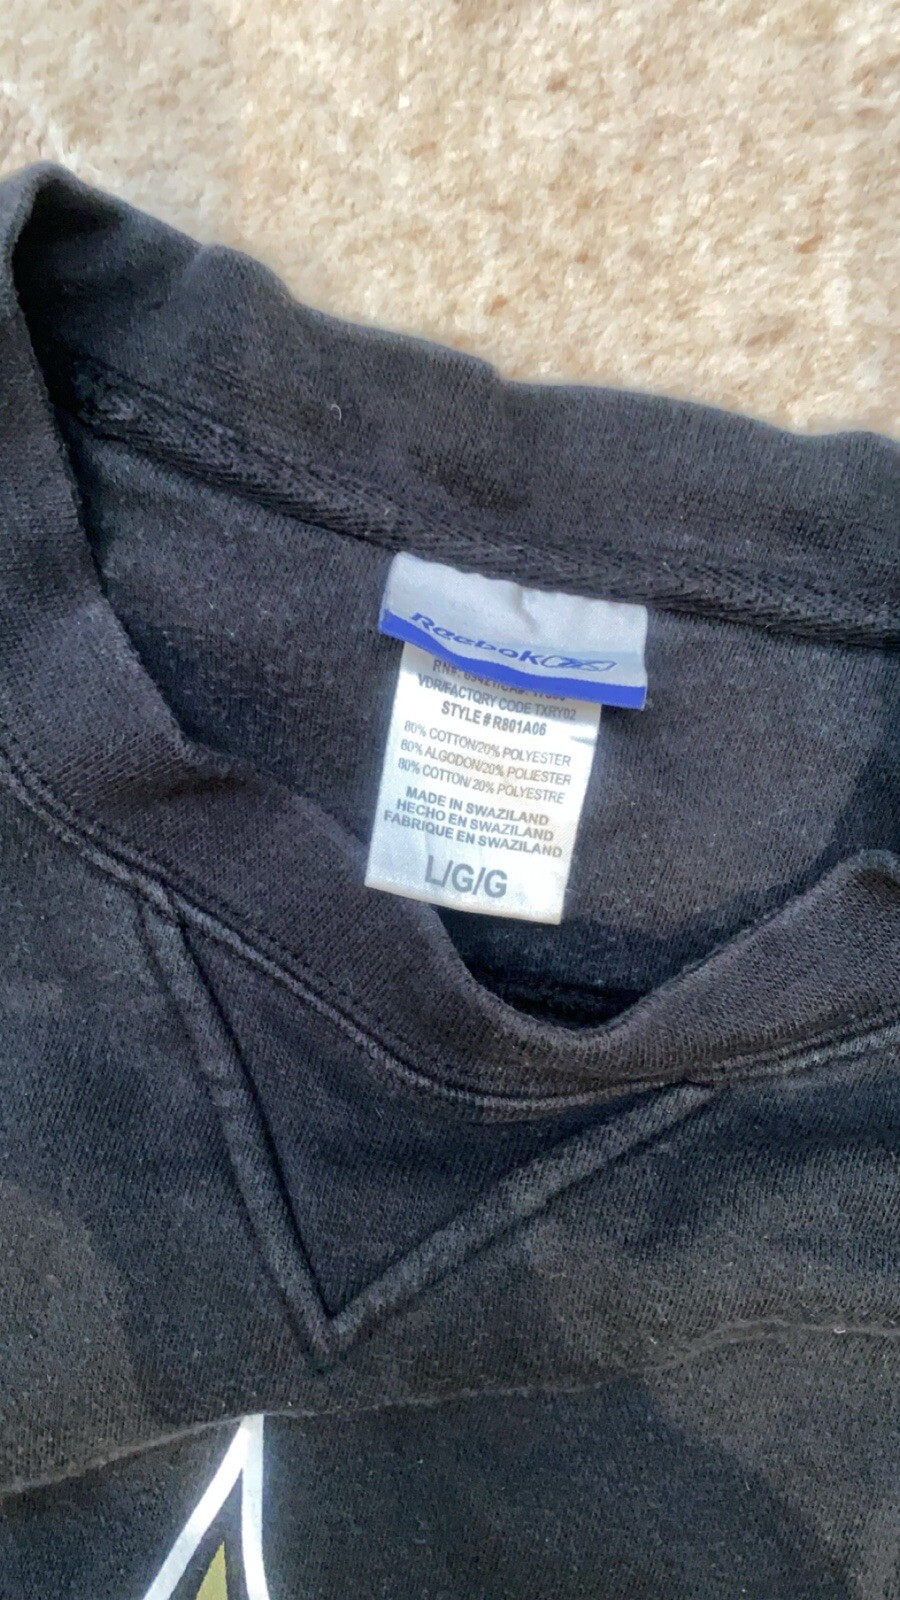 Reebok
RN#:
VDR/FACTORY CODE TXRY02
STYLE # R801A06
80% COTTON/20% POLYESTER
80% ALGODON/20% POLIESTER
80% COTTON/20% POLYESTRE
MADE IN SWAZILAND
HECHO EN SWAZILAND
FABRIQUE EN SWAZILAND
L/G/G